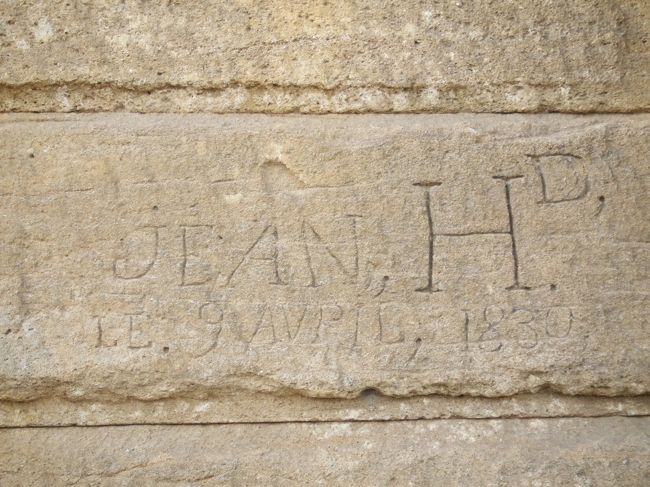 JEAN, H.D,
LE 9 AVRIL, 1830,